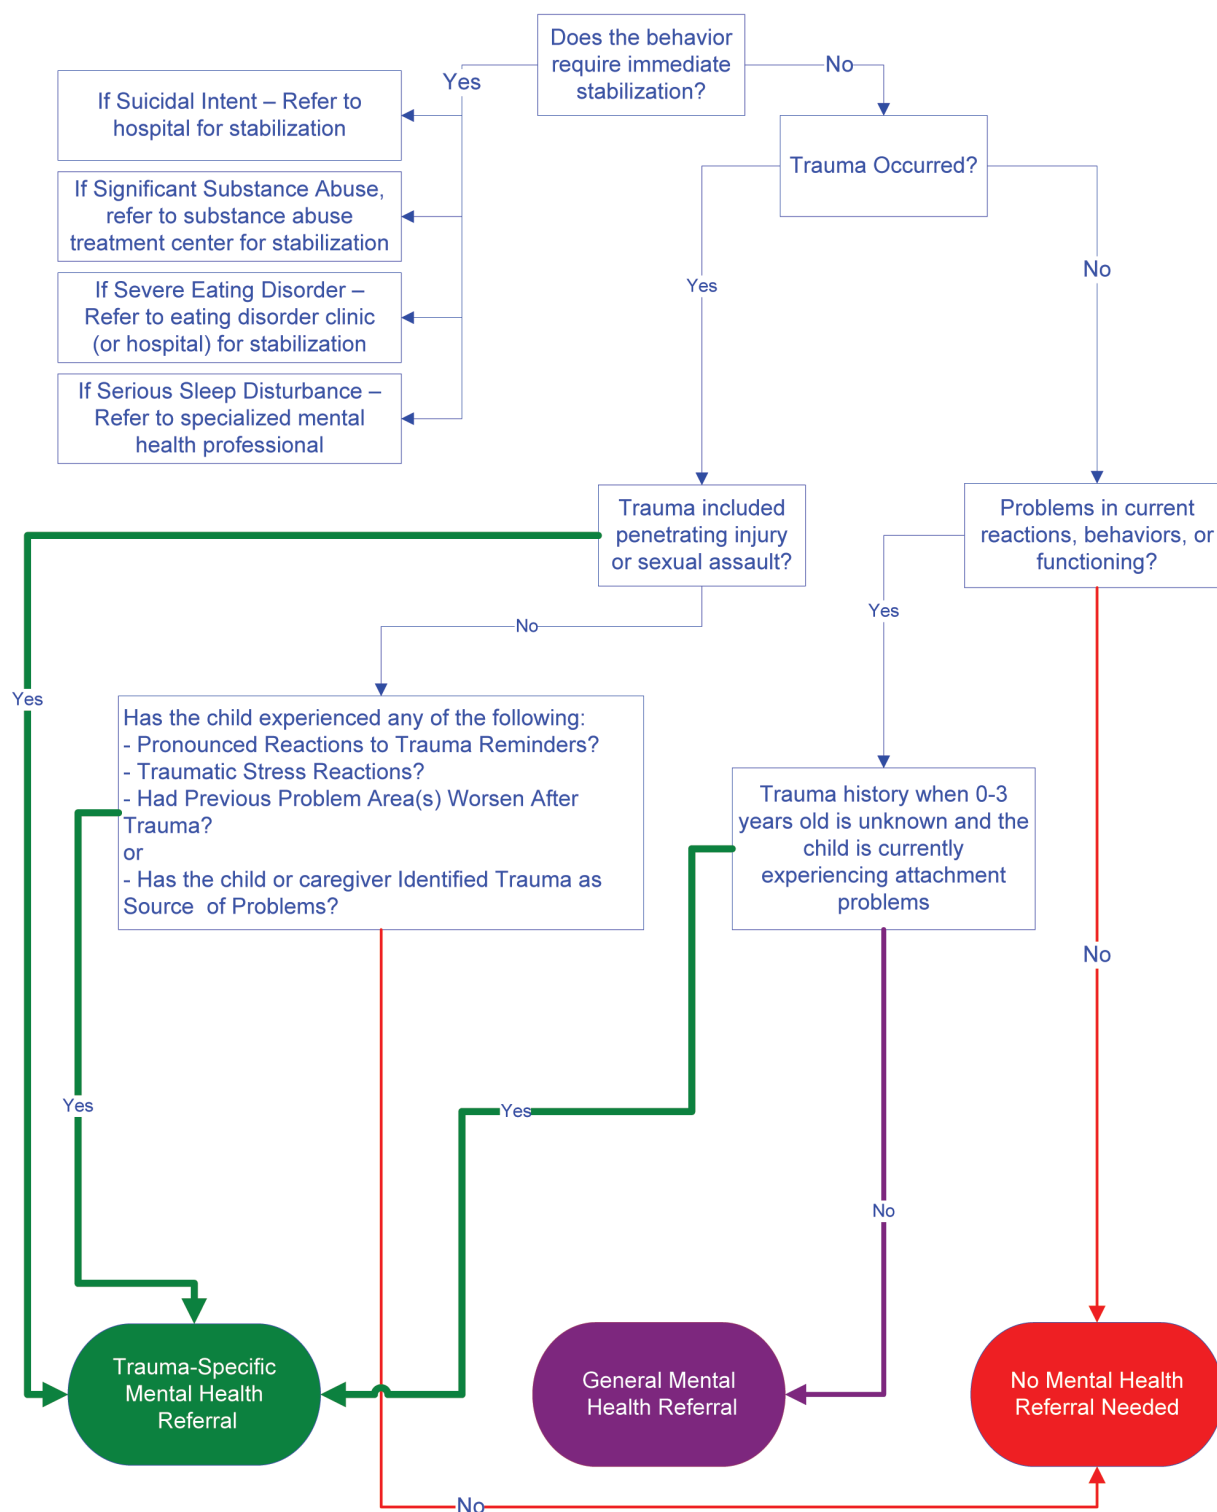 Does the behavior
require immediate
stabilization?
Yes
No
If Suicidal Intent – Refer to
hospital for stabilization
If Significant Substance Abuse,
refer to substance abuse
treatment center for stabilization
If Severe Eating Disorder –
Refer to eating disorder clinic
(or hospital) for stabilization
If Serious Sleep Disturbance –
Refer to specialized mental
health professional
Trauma Occurred?
Yes
No
Trauma included
penetrating injury
or sexual assault?
Problems in current
reactions, behaviors, or
functioning?
No
Yes
Yes
Has the child experienced any of the following:
- Pronounced Reactions to Trauma Reminders?
- Traumatic Stress Reactions?
- Had Previous Problem Area(s) Worsen After
Trauma?
or
- Has the child or caregiver Identified Trauma as
Source of Problems?
Trauma history when 0-3
years old is unknown and the
child is currently
experiencing attachment
problems
No
Yes
Yes
No
Trauma-Specific
Mental Health
Referral
General Mental
Health Referral
No Mental Health
Referral Needed
No